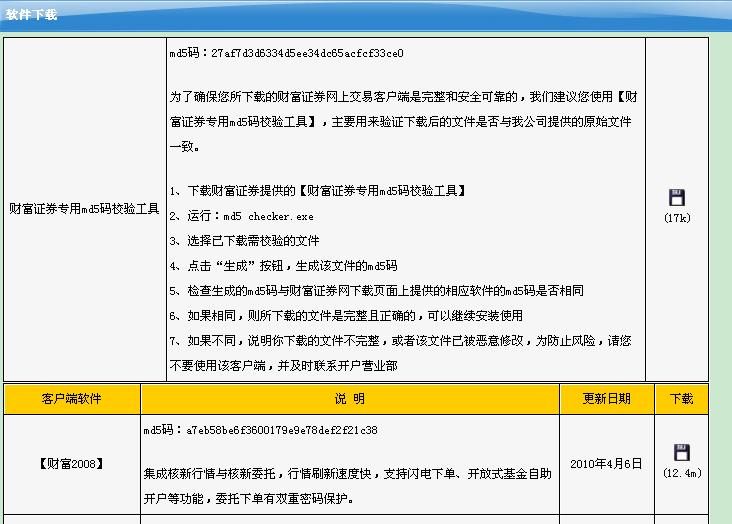 软件下载
财富证券专用md5码校验工具
md5码：27af7d3d6334d5ee34dc65acfcf33ce0
为了确保您所下载的财富证券网上交易客户端是完整和安全可靠的，我们建议您使用【财
富证券专用md5码校验工具】，主要用来验证下载后的文件是否与我公司提供的原始文件
一致。
1、下载财富证券提供的【财富证券专用md5码校验工具】
2、运行：md5 checker.exe
3、选择已下载需校验的文件
4、点击“生成”按钮，生成该文件的md5码
5、检查生成的md5码与财富证券网下载页面上提供的相应软件的md5码是否相同
6、如果相同，则所下载的文件是完整且正确的，可以继续安装使用
7、如果不同，说明你下载的文件不完整，或者该文件已被恶意修改，为防止风险，请您
不要使用该客户端，并及时联系开户营业部
(17k)
客户端软件 说 明 更新日期 下载
【财富2008】
md5码：a7eb58be6f3600179e9e78def2f21c38
集成核新行情与核新委托，行情刷新速度快，支持闪电下单、开放式基金自助
开户等功能，委托下单有双重密码保护。
2010年4月6日
(12.4m)